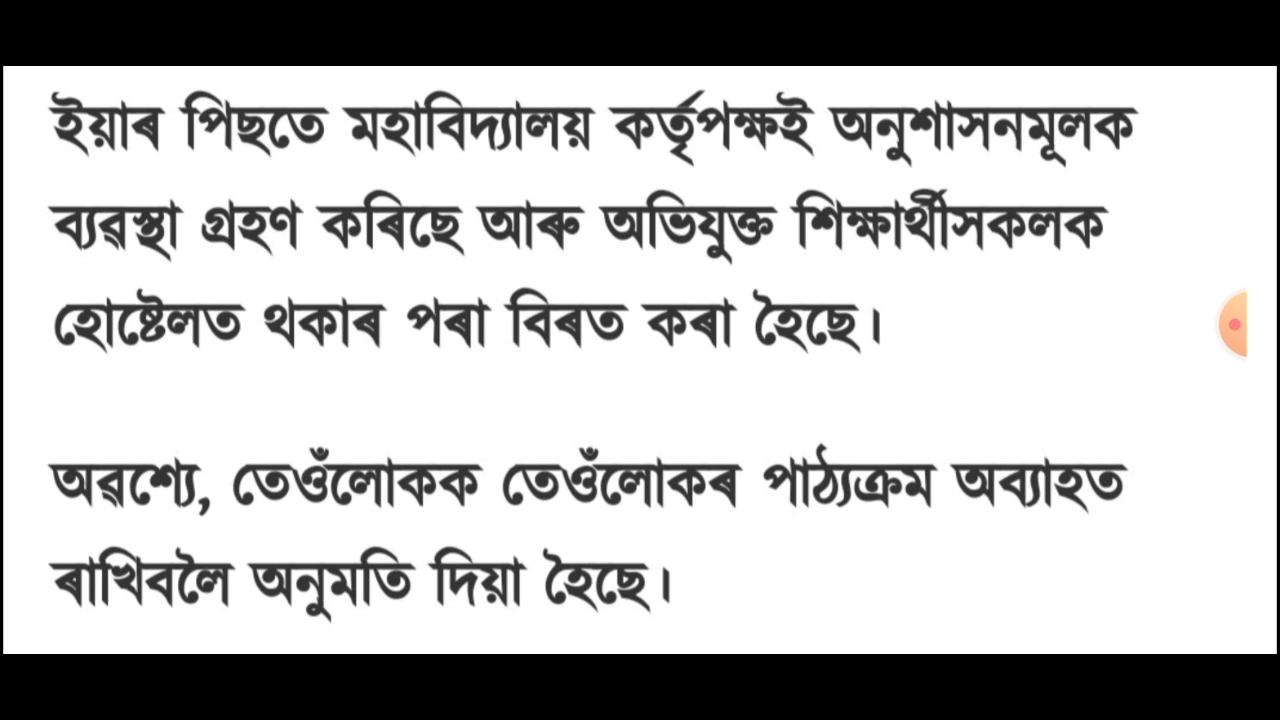 ইয়াৰ পিছতে মহাবিদ্যালয় কৰ্তৃপক্ষই অনুশাসনমূলক
ব্যৱস্থা গ্ৰহণ কৰিছে আৰু অভিযুক্ত শিক্ষাৰ্থীসকলক
হোষ্টেলত থকাৰ পৰা বিৰত কৰা হৈছে।
অৱশ্যে, তেওঁলোকক তেওঁলোকৰ পাঠ্যক্ৰম অব্যাহত
ৰাখিবলৈ অনুমতি দিয়া হৈছে।